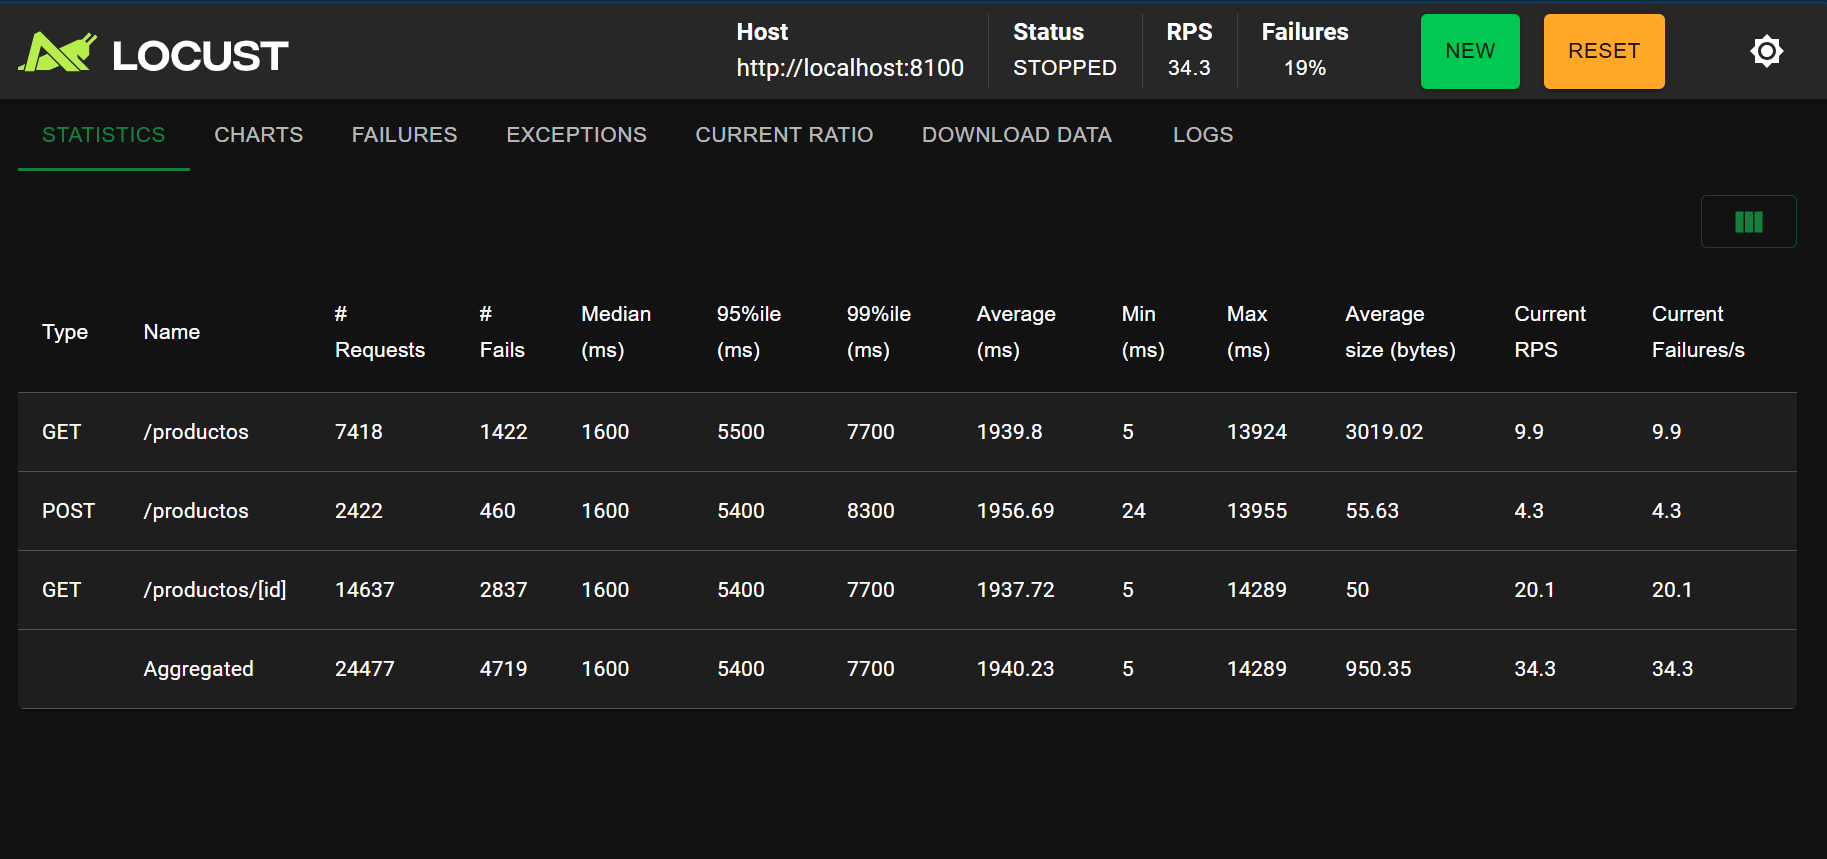 LOCUST
Host
http://localhost:8100
Status
STOPPED
RPS
34.3
Failures
19%
NEW
RESET
STATISTICS CHARTS FAILURES EXCEPTIONS CURRENT RATIO DOWNLOAD DATA LOGS
Type Name # Requests # Fails Median (ms) 95%ile (ms) 99%ile (ms) Average (ms) Min (ms) Max (ms) Average size (bytes) Current RPS Current Failures/s
GET /productos 7418 1422 1600 5500 7700 1939.8 5 13924 3019.02 9.9 9.9
POST /productos 2422 460 1600 5400 8300 1956.69 24 13955 55.63 4.3 4.3
GET /productos/[id] 14637 2837 1600 5400 7700 1937.72 5 14289 50 20.1 20.1
Aggregated 24477 4719 1600 5400 7700 1940.23 5 14289 950.35 34.3 34.3